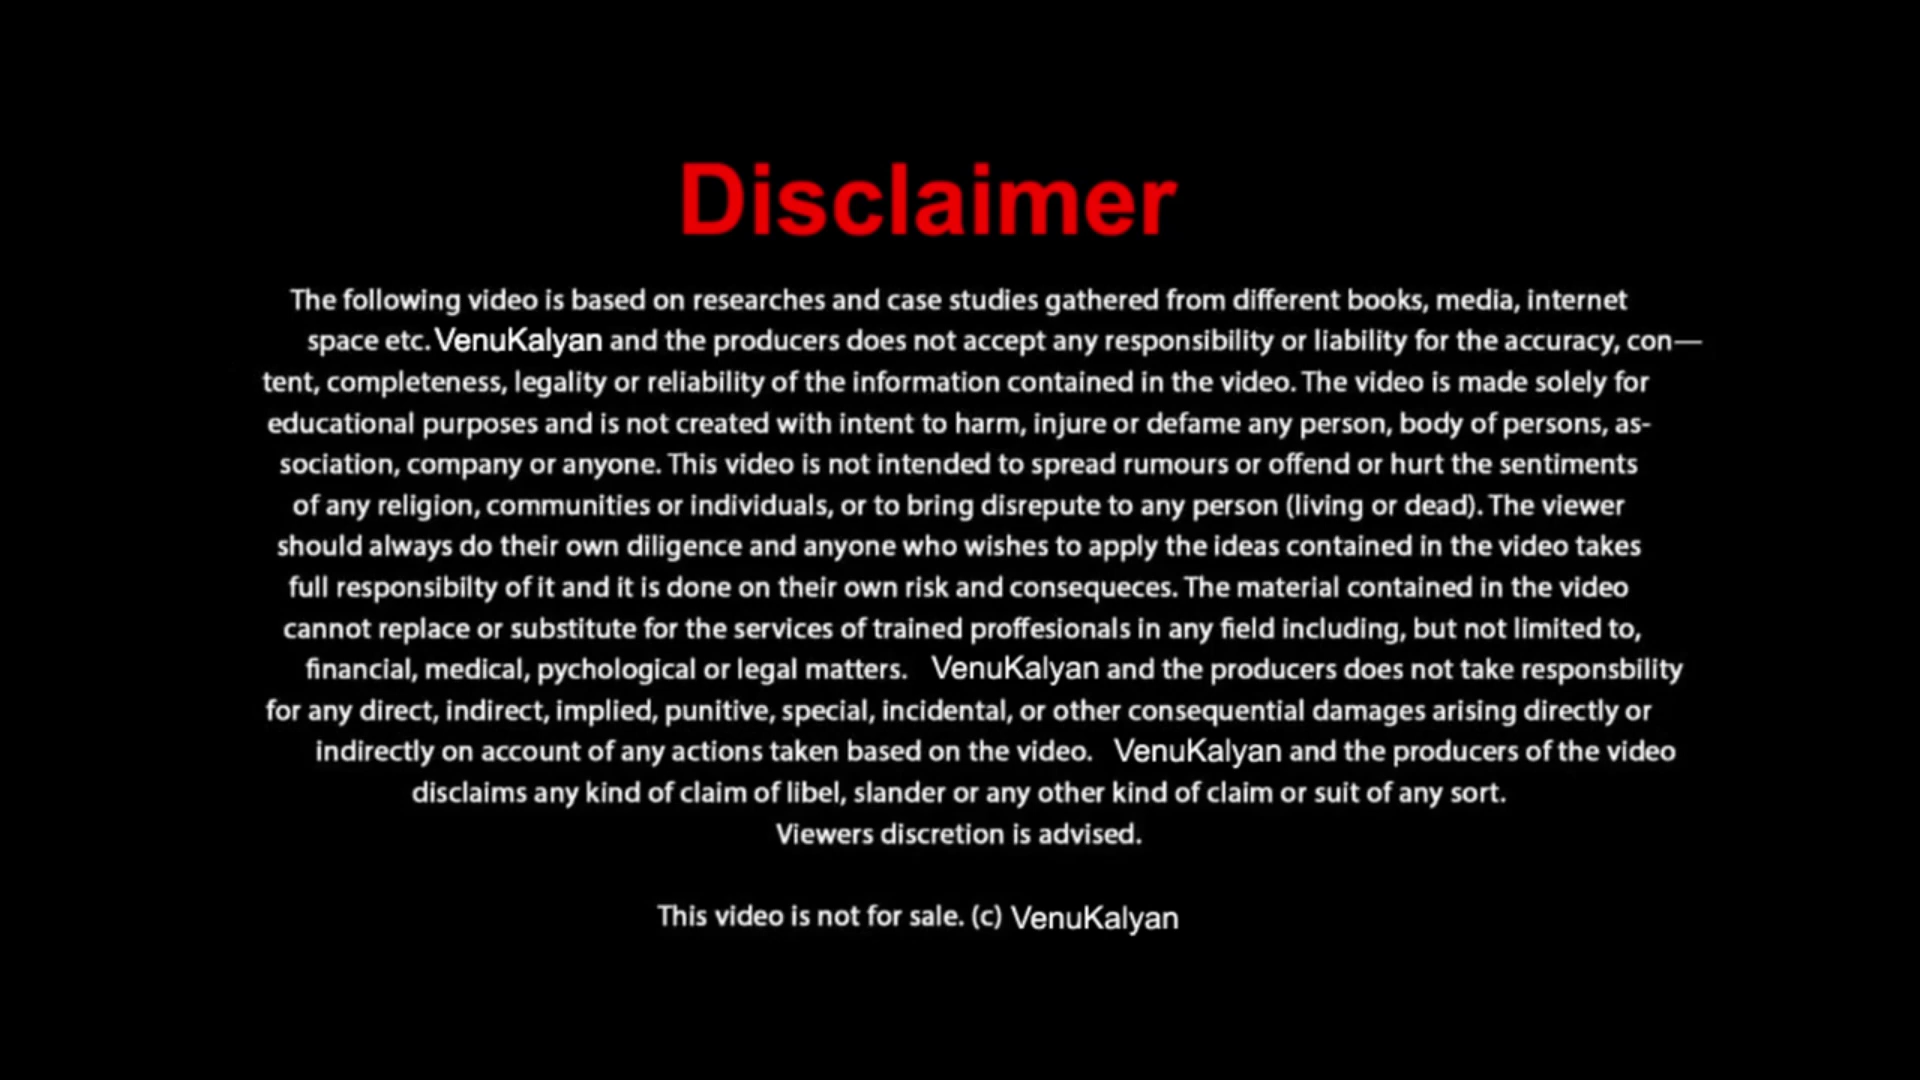 Disclaimer
The following video is based on researches and case studies gathered from different books, media, internet
space etc. VenuKalyan and the producers does not accept any responsibility or liability for the accuracy, con—
tent, completeness, legality or reliability of the information contained in the video. The video is made solely for
educational purposes and is not created with intent to harm, injure or defame any person, body of persons, as-
sociation, company or anyone. This video is not intended to spread rumours or offend or hurt the sentiments
of any religion, communities or individuals, or to bring disrepute to any person (living or dead). The viewer
should always do their own diligence and anyone who wishes to apply the ideas contained in the video takes
full responsibilty of it and it is done on their own risk and consequeces. The material contained in the video
cannot replace or substitute for the services of trained proffesionals in any field including, but not limited to,
financial, medical, pychological or legal matters. VenuKalyan and the producers does not take responsbility
for any direct, indirect, implied, punitive, special, incidental, or other consequential damages arising directly or
indirectly on account of any actions taken based on the video. VenuKalyan and the producers of the video
disclaims any kind of claim of libel, slander or any other kind of claim or suit of any sort.
Viewers discretion is advised.
This video is not for sale. (c) VenuKalyan